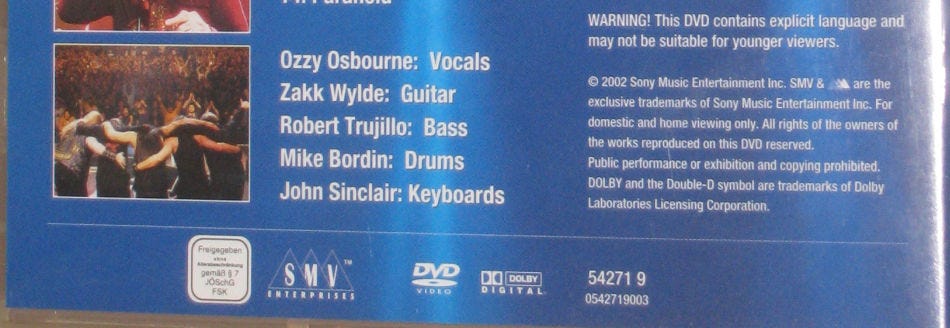 Paranoid
Ozzy Osbourne: Vocals
Zakk Wylde: Guitar
Robert Trujillo: Bass
Mike Bordin: Drums
John Sinclair: Keyboards
WARNING! This DVD contains explicit language and
may not be suitable for younger viewers.
© 2002 Sony Music Entertainment Inc. SMV & are the
exclusive trademarks of Sony Music Entertainment Inc. For
domestic and home viewing only. All rights of the owners of
the works reproduced on this DVD reserved.
Public performance or exhibition and copying prohibited.
DOLBY and the Double-D symbol are trademarks of Dolby
Laboratories Licensing Corporation.
Freigegeben
ohne
Altersbeschränkung
gemäß § 7
JÖSchG
FSK
SMV™
ENTERPRISES
DVD
VIDEO
DOLBY
DIGITAL
54271 9
0542719003